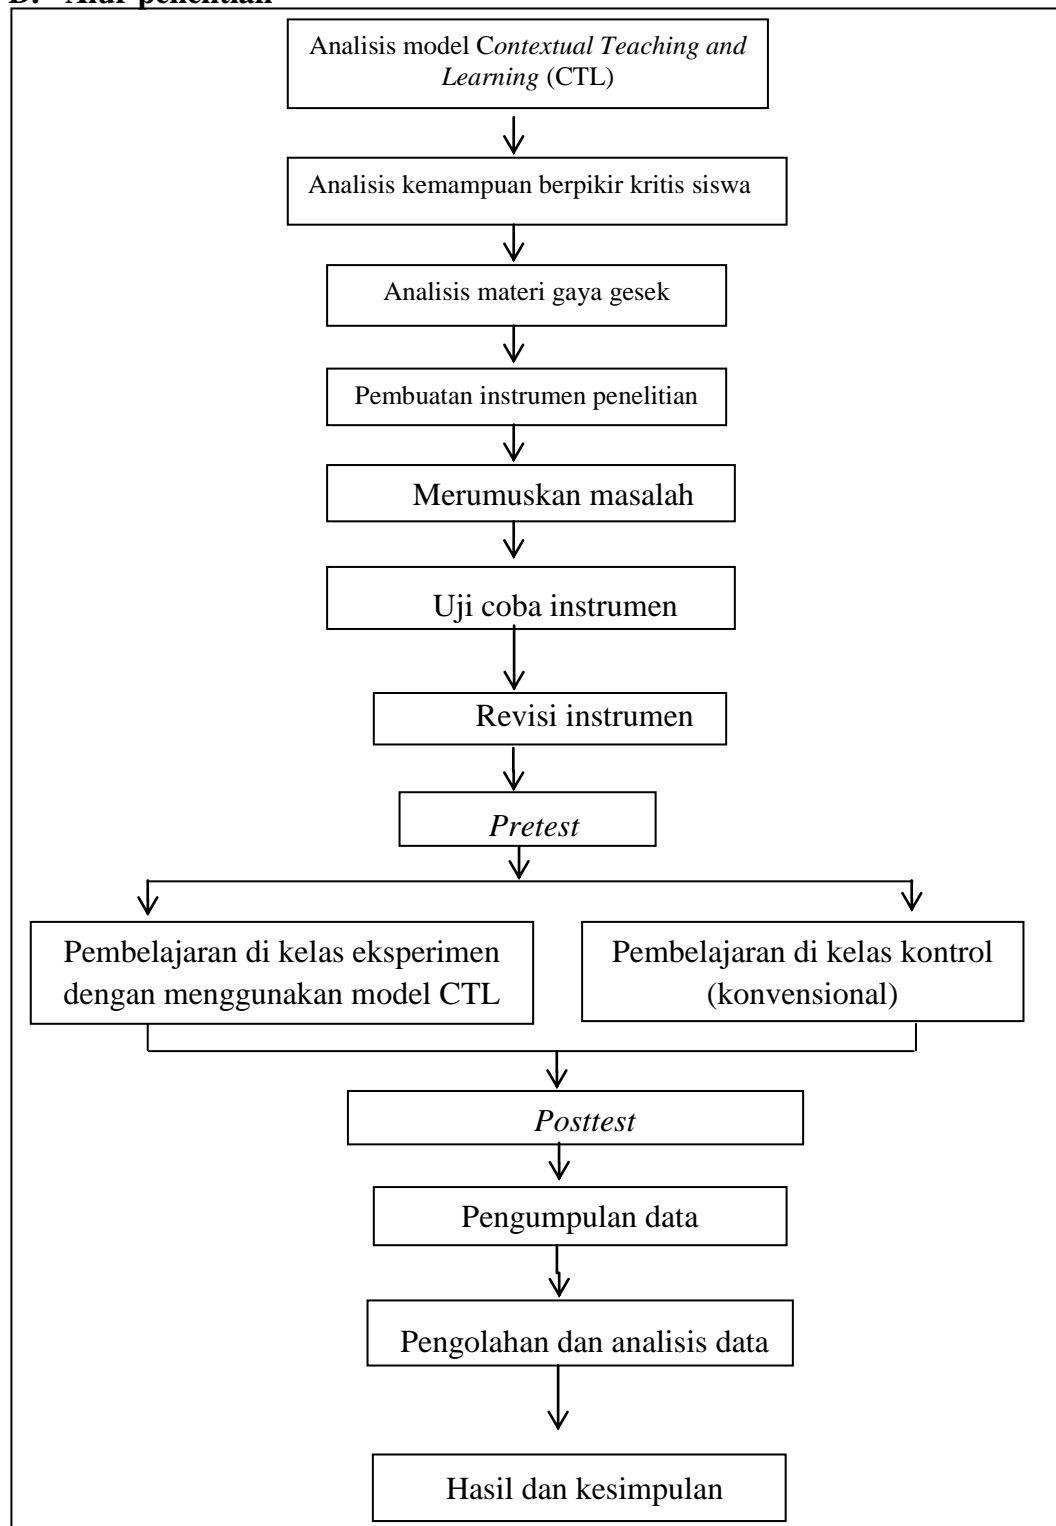 D. Alur penelitian
Analisis model Contextual Teaching and
Learning (CTL)
Analisis kemampuan berpikir kritis siswa
Analisis materi gaya gesek
Pembuatan instrumen penelitian
Merumuskan masalah
Uji coba instrumen
Revisi instrumen
Pretest
Pembelajaran di kelas eksperimen
dengan menggunakan model CTL
Pembelajaran di kelas kontrol
(konvensional)
Posttest
Pengumpulan data
Pengolahan dan analisis data
Hasil dan kesimpulan